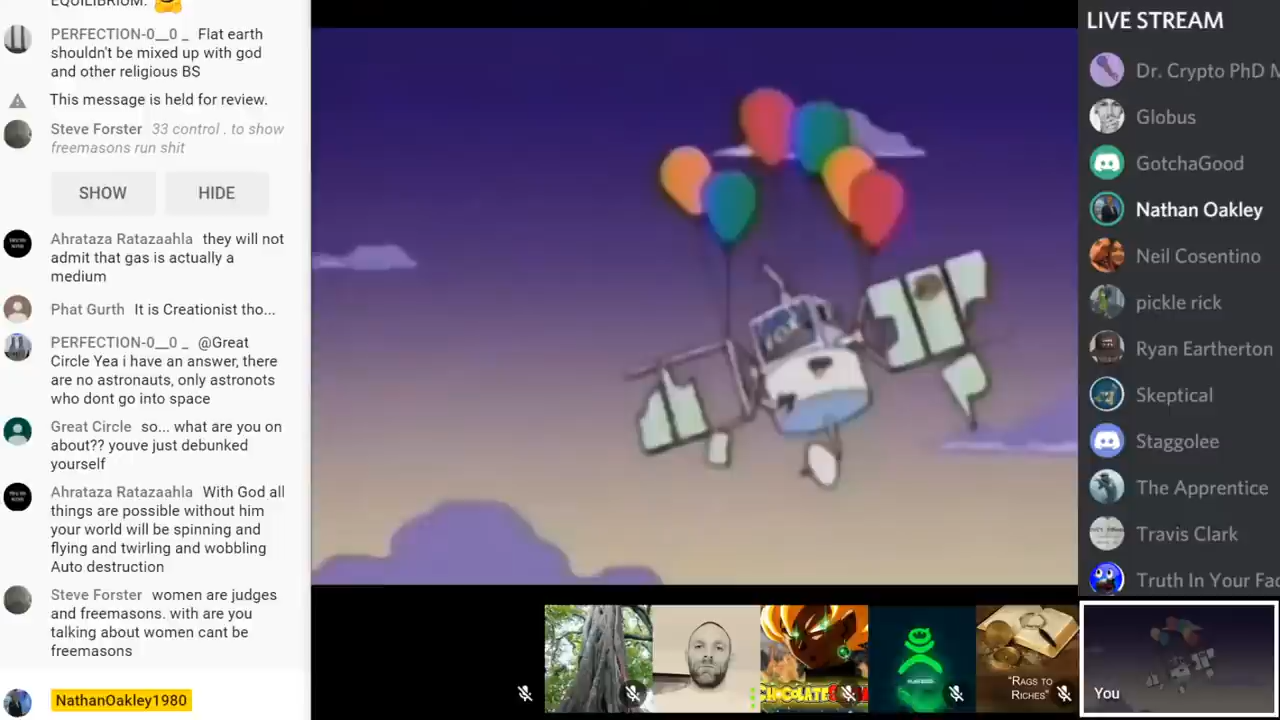 EQUILIBRIUM.
PERFECTION-0__0 _ Flat earth
shouldn't be mixed up with god
and other religious BS
This message is held for review.
Steve Forster 33 control . to show
freemasons run shit
SHOW HIDE
Ahrataza Ratazaahla they will not
admit that gas is actually a
medium
Phat Gurth It is Creationist tho...
PERFECTION-0__0 _ @Great
Circle Yea i have an answer, there
are no astronauts, only astronots
who dont go into space
Great Circle so... what are you on
about?? youve just debunked
yourself
Ahrataza Ratazaahla With God all
things are possible without him
your world will be spinning and
flying and twirling and wobbling
Auto destruction
Steve Forster women are judges
and freemasons. with are you
talking about women cant be
freemasons
NathanOakley1980
"RAGS TO
RICHES"
LIVE STREAM
Dr. Crypto PhD M
Globus
GotchaGood
Nathan Oakley
Neil Cosentino
pickle rick
Ryan Eartherton
Skeptical
Staggolee
The Apprentice
Travis Clark
Truth In Your Fac
You